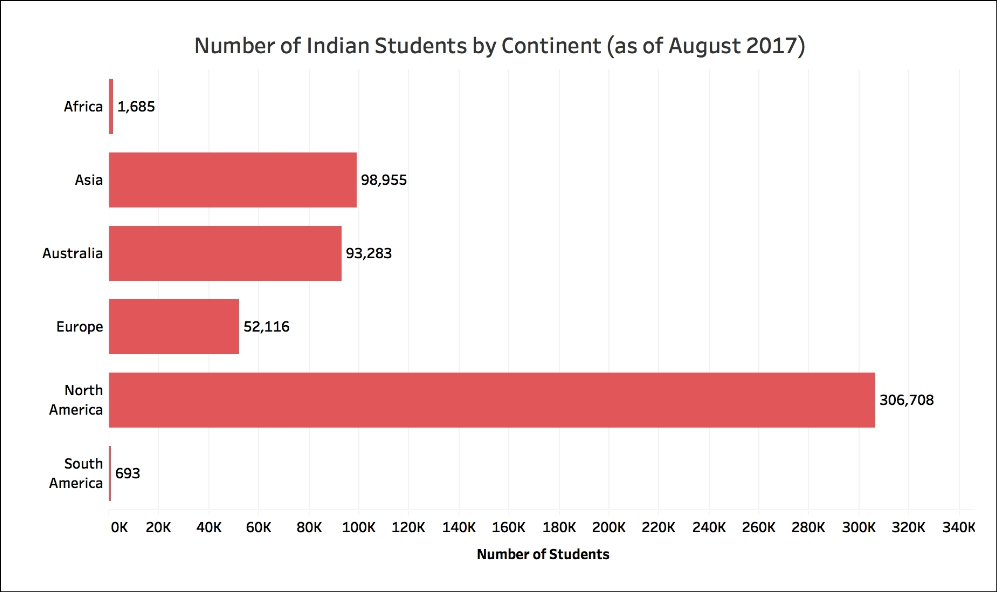 Number of Indian Students by Continent (as of August 2017)
Africa 1,685
Asia 98,955
Australia 93,283
Europe 52,116
North
America 306,708
South
America 693
0K 20K 40K 60K 80K 100K 120K 140K 160K 180K 200K 220K 240K 260K 280K 300K 320K 340K
Number of Students